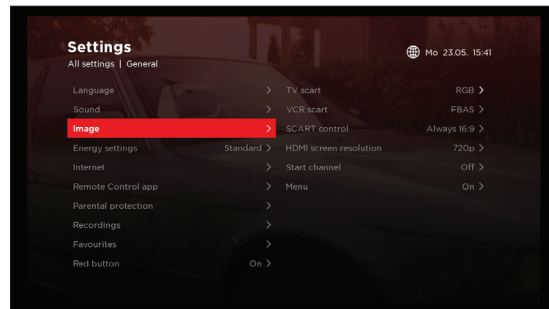 Settings
Mo 23.05. 15:41
All settings | General
Language >
Sound >
Image >
Energy settings Standard >
Internet >
Remote Control app >
Parental protection >
Recordings >
Favourites >
Red button On >
TV scart RGB >
VCR scart FBAS >
SCART control Always 16:9 >
HDMI screen resolution 720p >
Start channel Off >
Menu On >